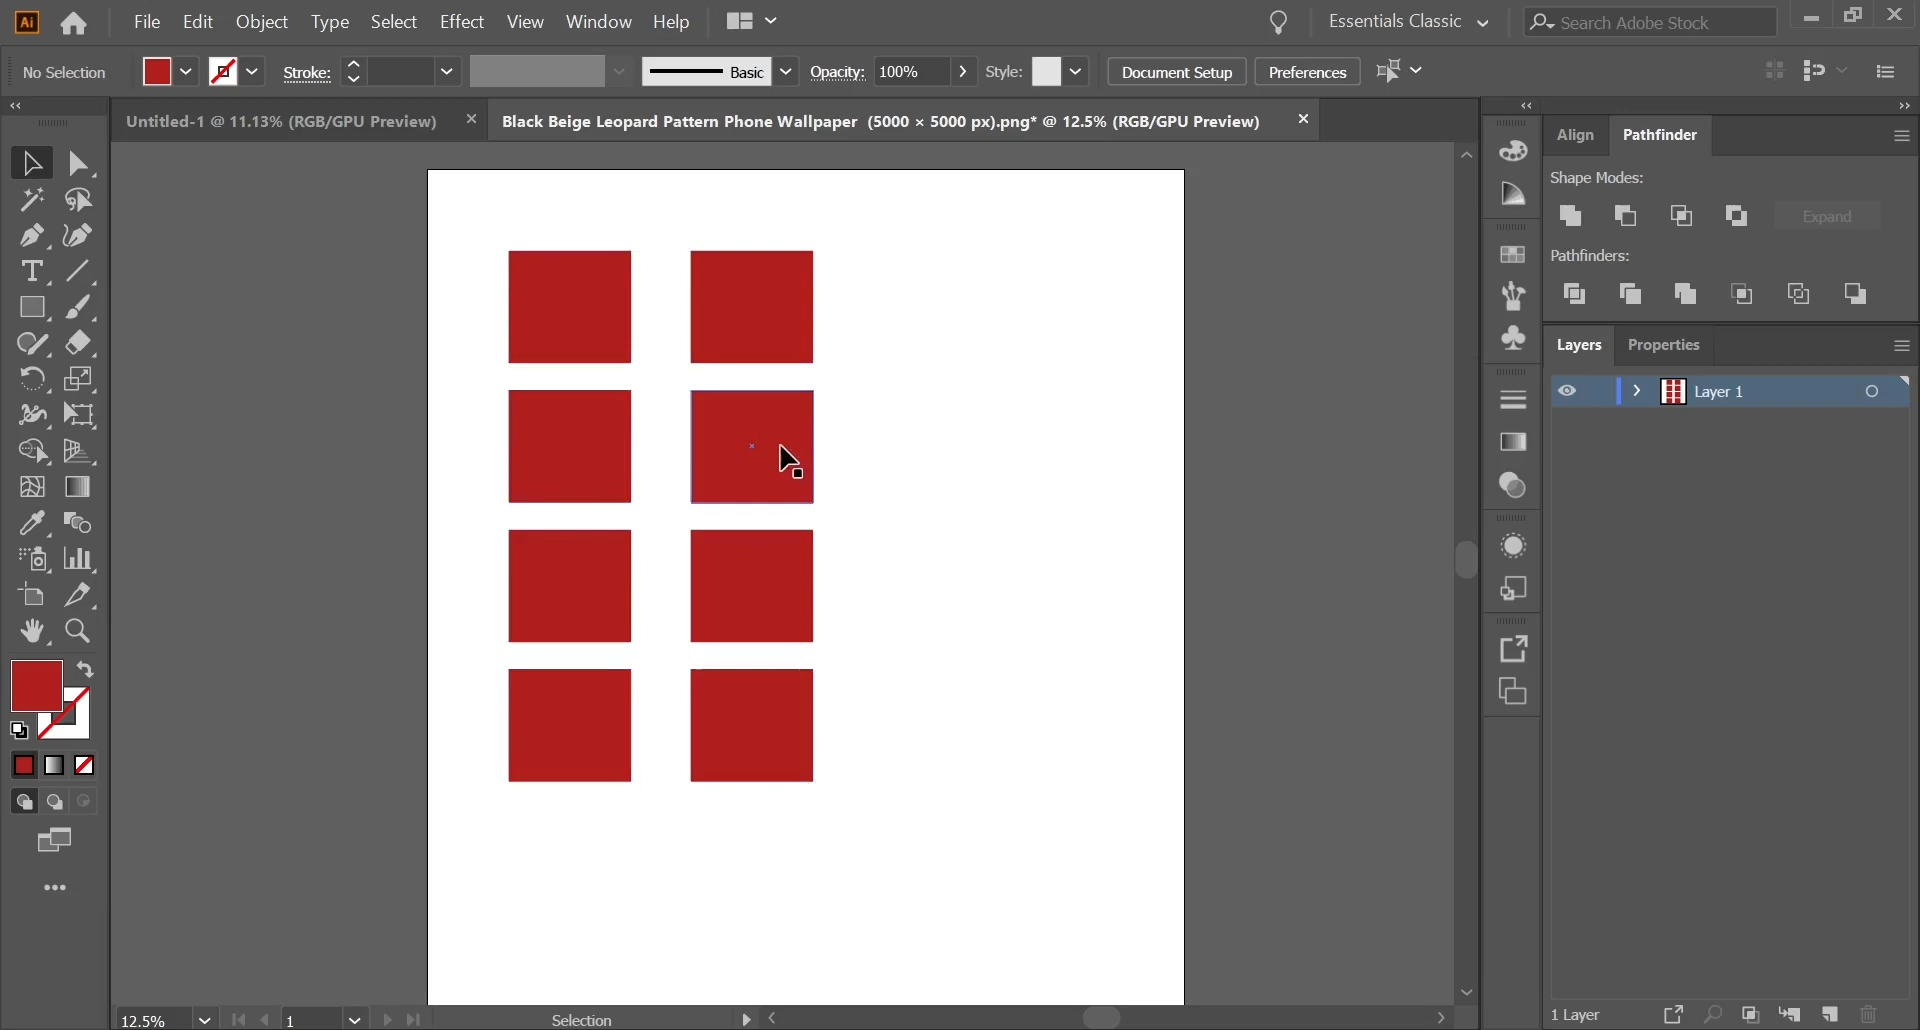 Ai File Edit Object Type Select Effect View Window Help Essentials Classic Search Adobe Stock
No Selection Stroke: Basic Opacity: 100% Style: Document Setup Preferences
Untitled-1 @ 11.13% (RGB/GPU Preview) Black Beige Leopard Pattern Phone Wallpaper (5000 × 5000 px).png* @ 12.5% (RGB/GPU Preview)
Align Pathfinder
Shape Modes:
Expand
Pathfinders:
Layers Properties
Layer 1
12.5% 1 Selection 1 Layer